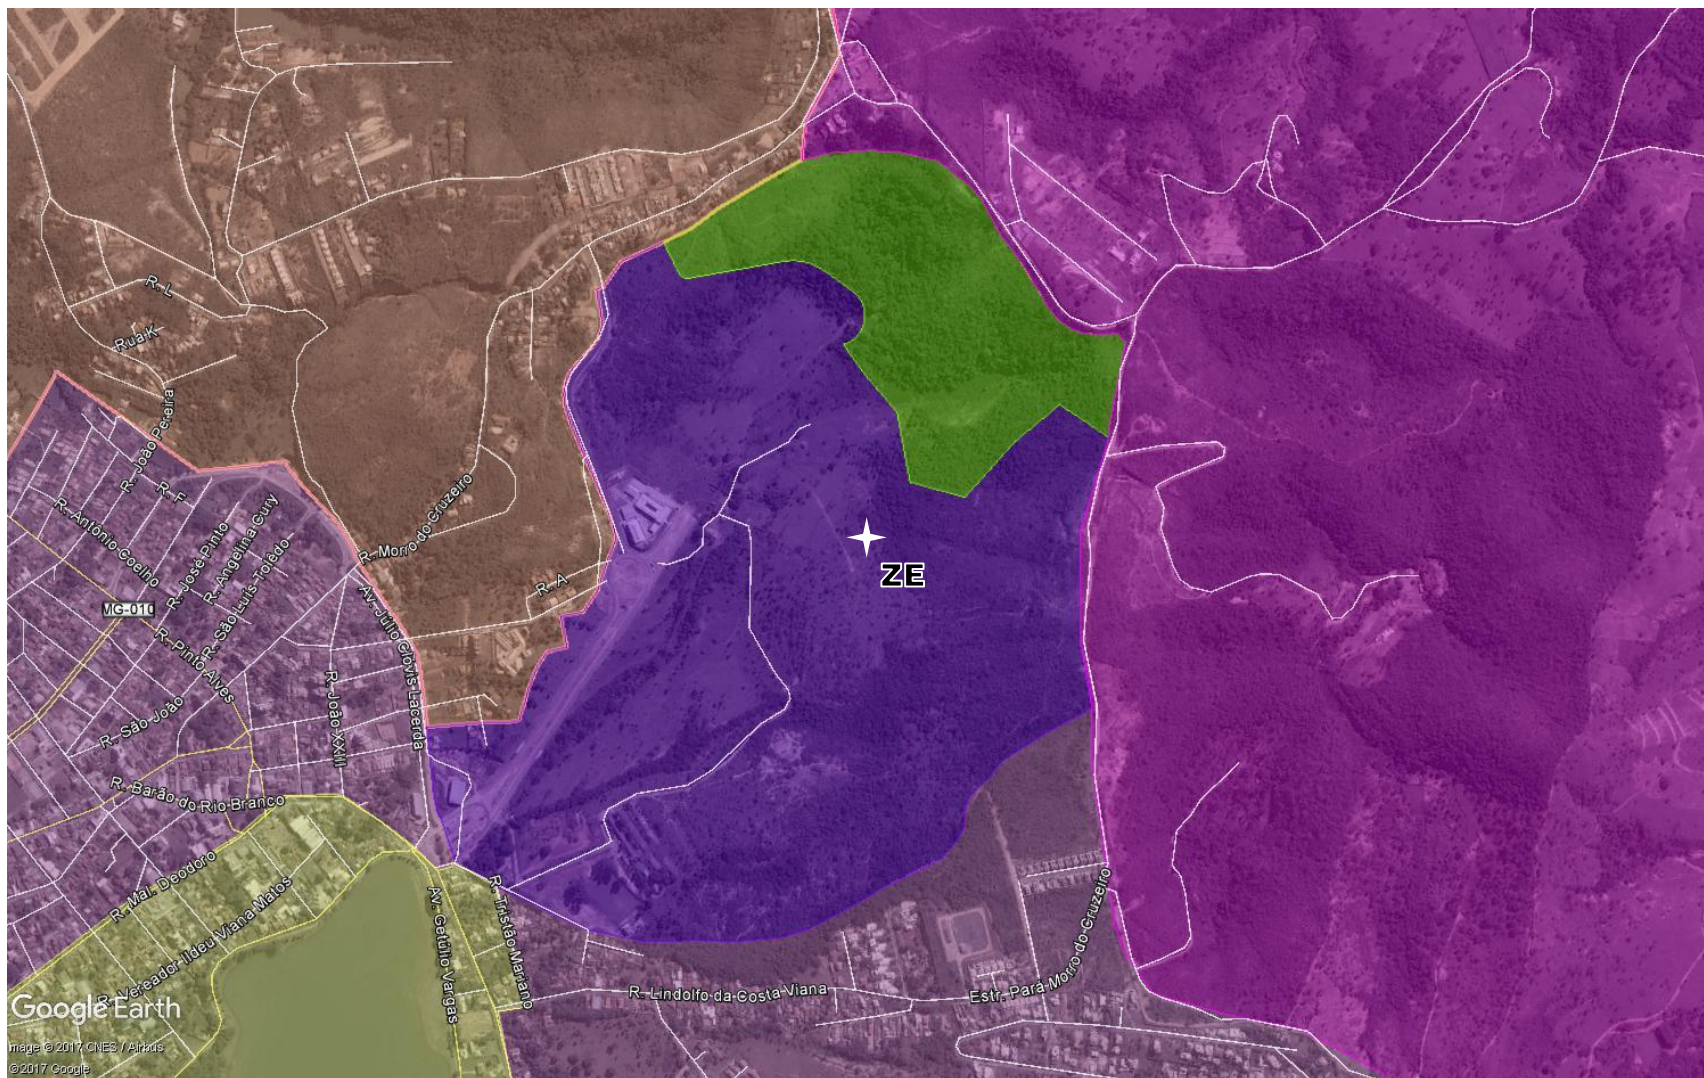 R. L
Rua K
R. João Pereira
R. F
R. Antônio Coelho
R. José Pinto
R. Angelina Cury
R. São Luís Tolêdo
R. Morro do Cruzeiro
ZE
R. A
MG-010
R. Pinto Alves
Av. Júlio Clóvis Lacerda
R. São João
R. João XXIII
R. Barão do Rio Branco
R. Mal. Deodoro
R. Vereador Ildeu Viana Matos
Av. Getúlio Vargas
R. Tristão Mariano
R. Lindolfo da Costa Viana
Estr. Pará Morro do Cruzeiro
Google Earth
Image © 2017 CNES / Airbus
©2017 Google